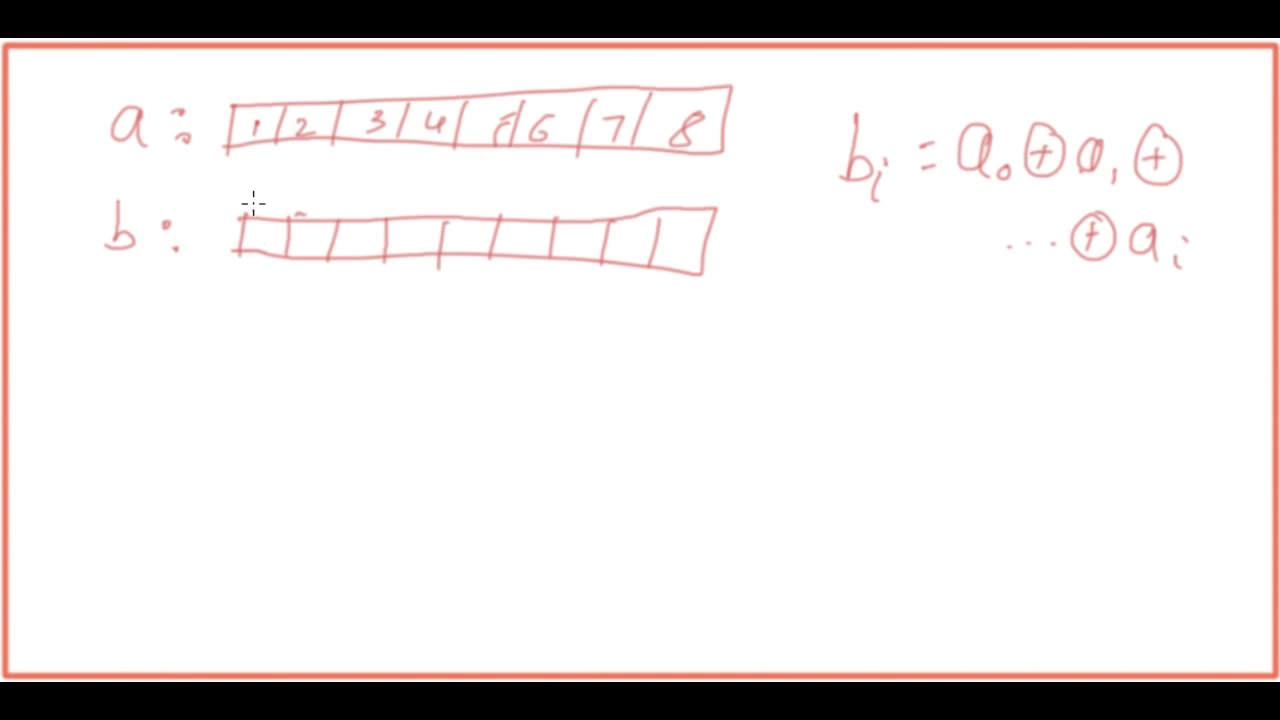 a: 1 2 3 4 5 6 7 8
b:
bᵢ = a₀ ⊕ a₁ ⊕
... ⊕ aᵢ